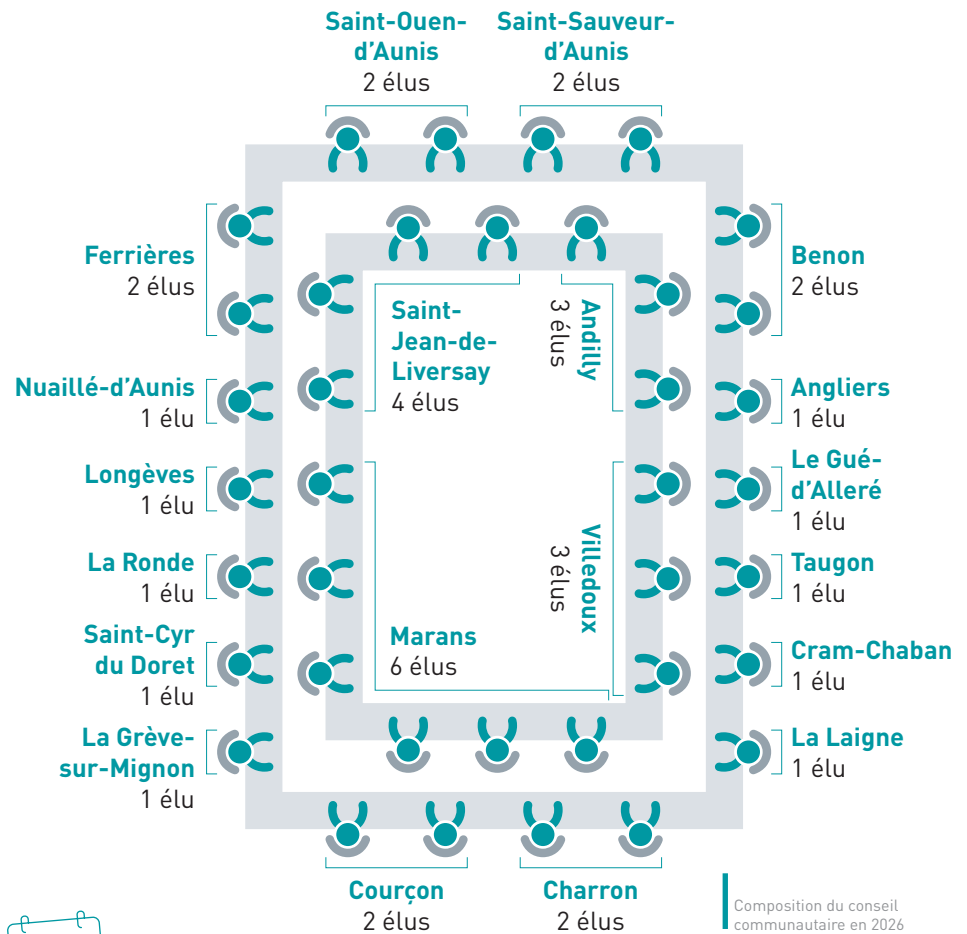 Saint-Ouen-
d’Aunis
2 élus
Saint-Sauveur-
d’Aunis
2 élus
Ferrières
2 élus
Benon
2 élus
Saint-
Jean-de-
Liversay
4 élus
Andilly
3 élus
Nuaillé-d’Aunis
1 élu
Angliers
1 élu
Longèves
1 élu
Le Gué-
d’Alleré
1 élu
La Ronde
1 élu
Villedoux
3 élus
Taugon
1 élu
Saint-Cyr
du Doret
1 élu
Marans
6 élus
Cram-Chaban
1 élu
La Grève-
sur-Mignon
1 élu
La Laigne
1 élu
Courçon
2 élus
Charron
2 élus
Composition du conseil
communautaire en 2026